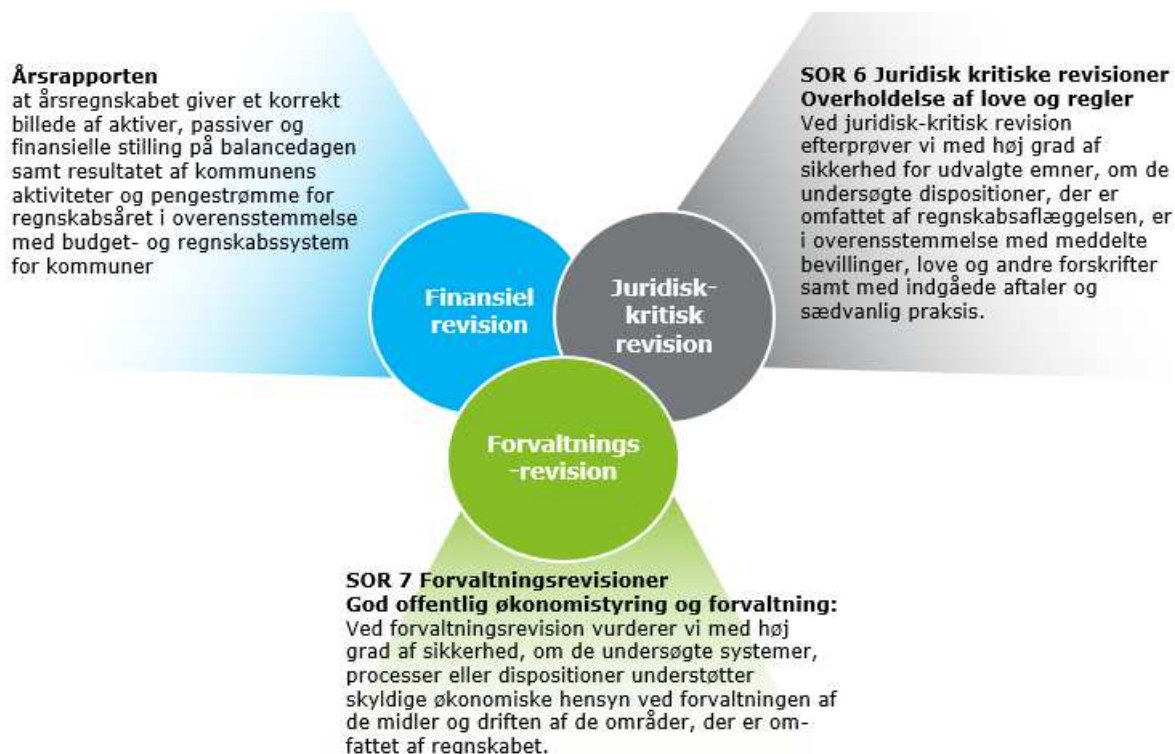 Årsrapporten
at årsregnskabet giver et korrekt
billede af aktiver, passiver og
finansielle stilling på balancedagen
samt resultatet af kommunens
aktiviteter og pengestrømme for
regnskabsåret i overensstemmelse
med budget- og regnskabssystem
for kommuner
SOR 6 Juridisk kritiske revisioner
Overholdelse af love og regler
Ved juridisk-kritisk revision
efterprøver vi med høj grad af
sikkerhed for udvalgte emner, om de
undersøgte dispositioner, der er
omfattet af regnskabsaflæggelsen, er
i overensstemmelse med meddelte
bevillinger, love og andre forskrifter
samt med indgåede aftaler og
sædvanlig praksis.
Finansiel
revision
Juridisk-
kritisk
revision
Forvaltnings
-revision
SOR 7 Forvaltningsrevisioner
God offentlig økonomistyring og forvaltning:
Ved forvaltningsrevision vurderer vi med høj
grad af sikkerhed, om de undersøgte systemer,
processer eller dispositioner understøtter
skyldige økonomiske hensyn ved forvaltningen af
de midler og driften af de områder, der er om-
fattet af regnskabet.